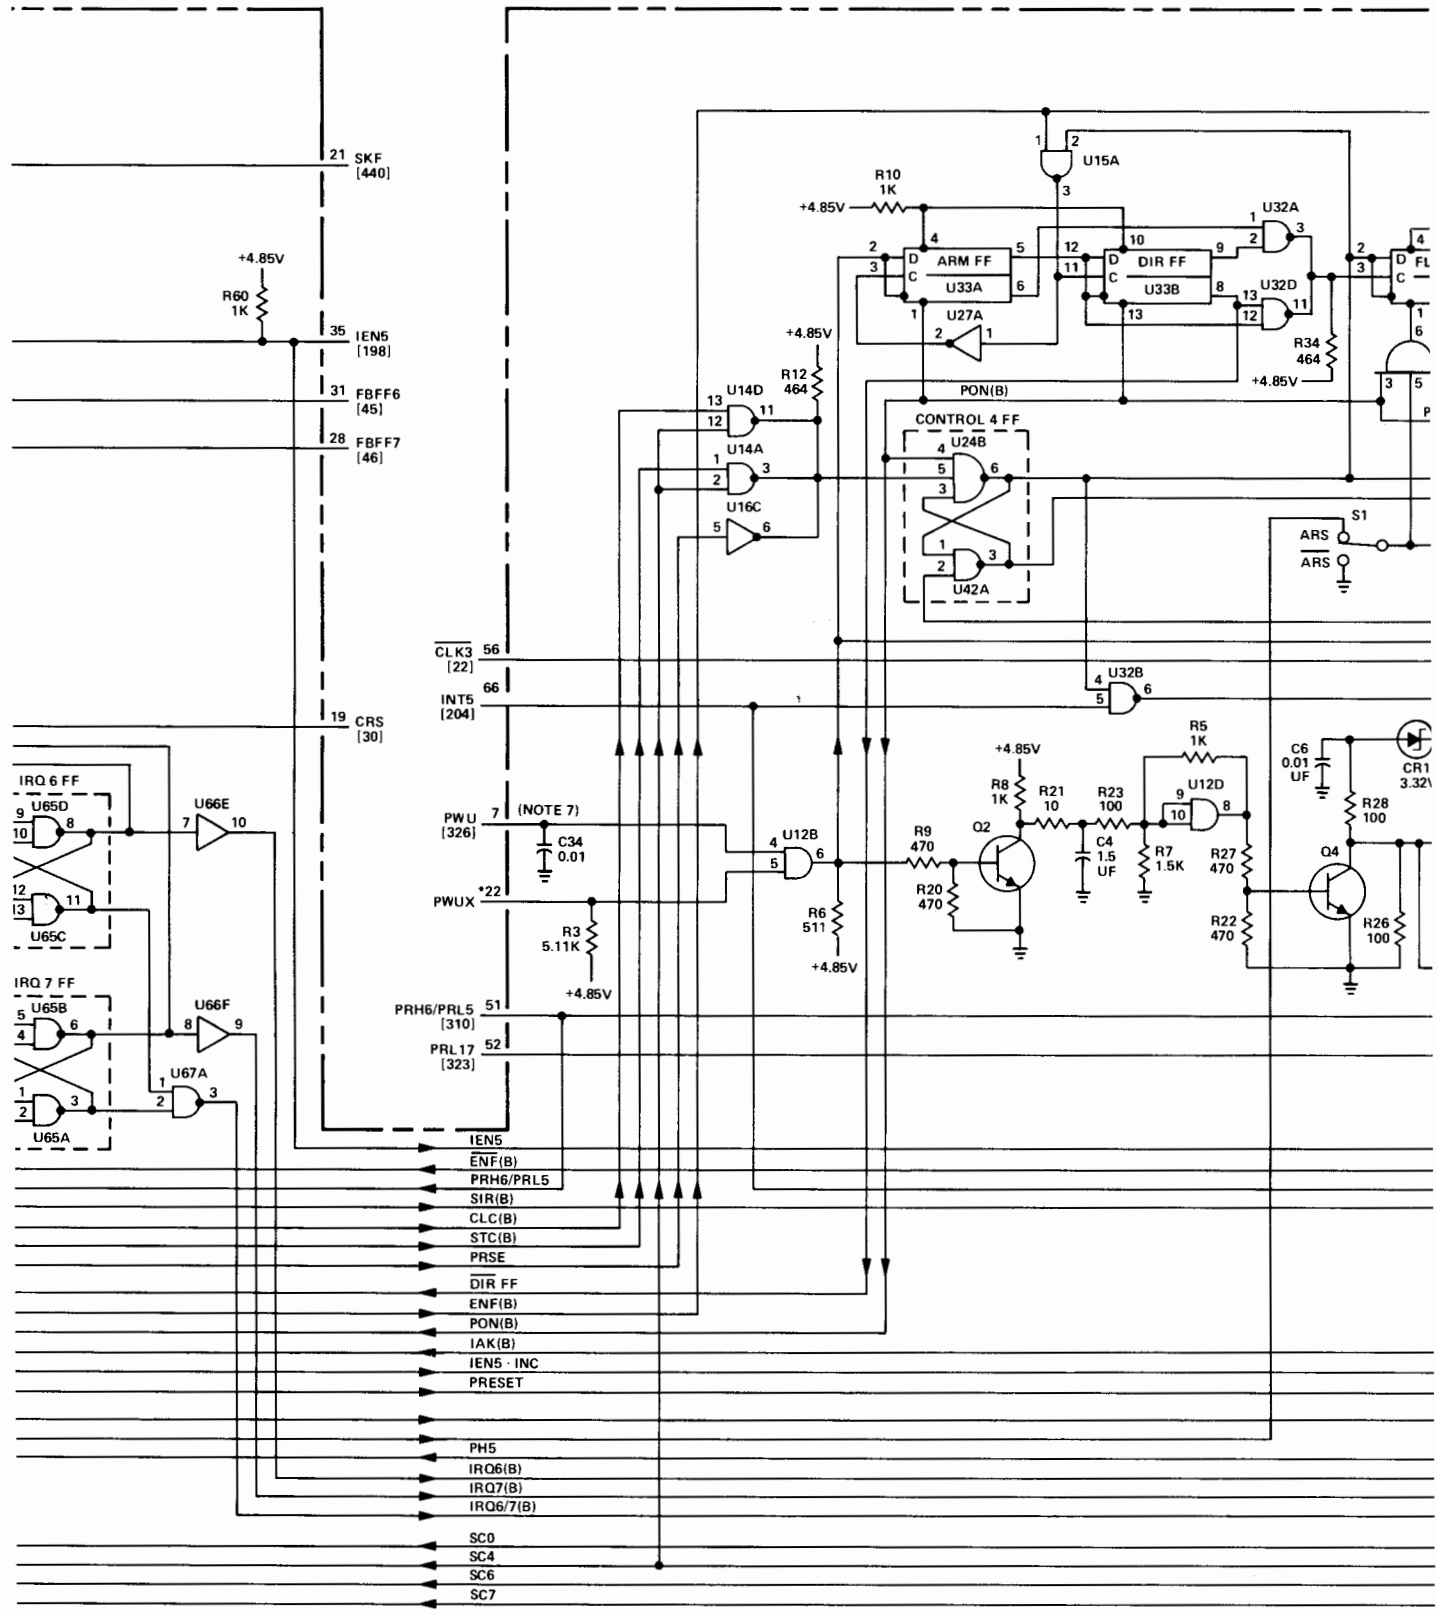 21 SKF
[440]
+4.85V
R60
1K
35 IEN5
[198]
31 FBFF6
[45]
28 FBFF7
[46]
19 CRS
[30]
IRQ 6 FF
U65D
9
10
8
U66E
7
10
12
13
11
U65C
IRQ 7 FF
U65B
5
4
6
U66F
8
9
U67A
1
2
3
1
2
3
U65A
CLK3 56
[22]
INT5 66
[204]
PWU 7 (NOTE 7)
[326]
C34
0.01
PWUX *22
R3
5.11K
+4.85V
PRH6/PRL5 51
[310]
PRL17 52
[323]
1
2
U15A
3
R10
1K
+4.85V
2
3
4
D
C
ARM FF
U33A
5
6
1
12
11
10
D
C
DIR FF
U33B
9
8
13
U32A
1
2
3
U32D
13
12
11
2
3
4
D
C
FL
1
U27A
2
1
R34
464
+4.85V
6
3
5
P
+4.85V
R12
464
PON(B)
U14D
13
12
11
U14A
1
2
3
U16C
5
6
CONTROL 4 FF
U24B
4
5
3
6
1
2
3
U42A
S1
ARS
ARS
U32B
4
5
6
U12B
4
5
6
R6
511
+4.85V
R9
470
R20
470
Q2
+4.85V
R8
1K
R21
10
R23
100
C4
1.5
UF
R7
1.5K
R5
1K
U12D
9
10
8
R27
470
R22
470
Q4
C6
0.01
UF
R28
100
CR1
3.32V
R26
100
IEN5
ENF(B)
PRH6/PRL5
SIR(B)
CLC(B)
STC(B)
PRSE
DIR FF
ENF(B)
PON(B)
IAK(B)
IEN5 · INC
PRESET
PH5
IRQ6(B)
IRQ7(B)
IRQ6/7(B)
SC0
SC4
SC6
SC7